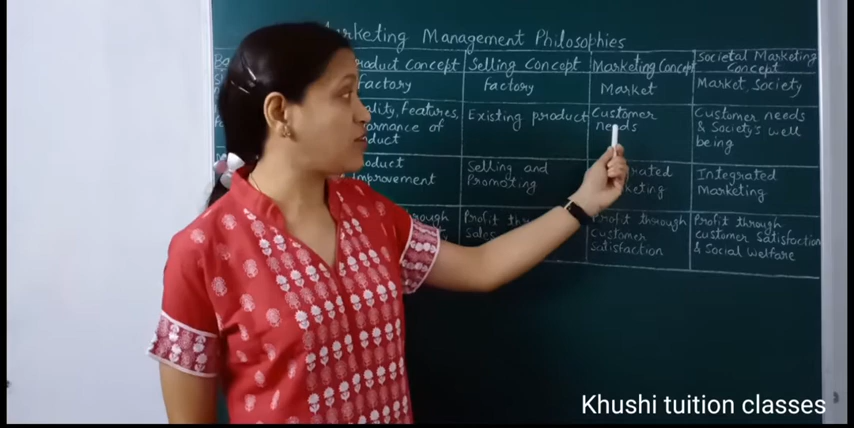 Marketing Management Philosophies
Product Concept Selling Concept Marketing Concept Societal Marketing
Concept
Factory factory Market Market, Society
Quality, Features, Existing product Customer Customer needs
Performance of needs & Society's well
Product being
Product Selling and Integrated Integrated
Improvement Promoting Marketing Marketing
through Profit through Profit through Profit through
Sales Customer customer satisfaction
Satisfaction & Social welfare
Khushi tuition classes